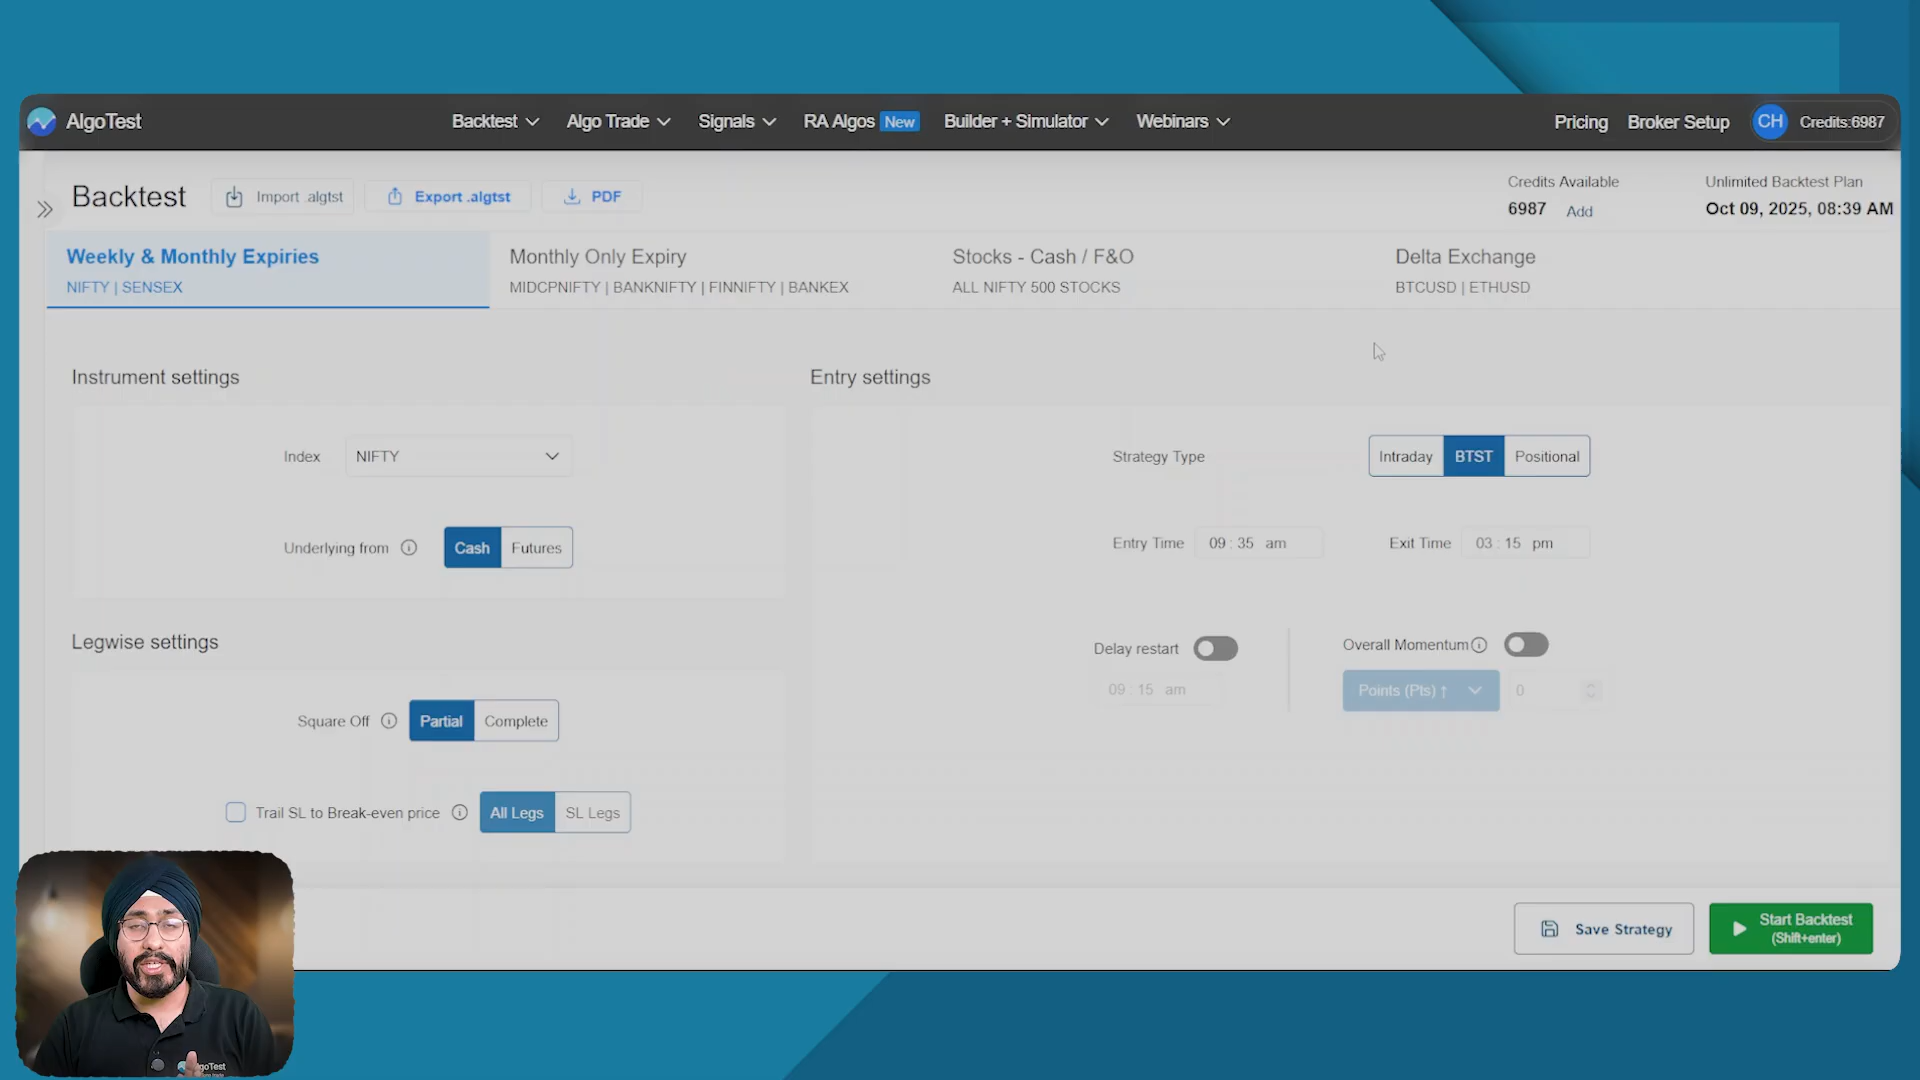 AlgoTest
Backtest
Algo Trade
Signals
RA Algos New
Builder + Simulator
Webinars
Pricing
Broker Setup
CH
Credits:6987
Backtest
Import .algtst
Export .algtst
PDF
Credits Available
6987 Add
Unlimited Backtest Plan
Oct 09, 2025, 08:39 AM
Weekly & Monthly Expiries
NIFTY | SENSEX
Monthly Only Expiry
MIDCPNIFTY | BANKNIFTY | FINNIFTY | BANKEX
Stocks - Cash / F&O
ALL NIFTY 500 STOCKS
Delta Exchange
BTCUSD | ETHUSD
Instrument settings
Index NIFTY
Underlying from Cash Futures
Entry settings
Strategy Type Intraday BTST Positional
Entry Time 09 : 35 am
Exit Time 03 : 15 pm
Delay restart
09 : 15 am
Overall Momentum
Points (Pts) ↑ 0
Legwise settings
Square Off Partial Complete
Trail SL to Break-even price All Legs SL Legs
Save Strategy
Start Backtest
(Shift+enter)